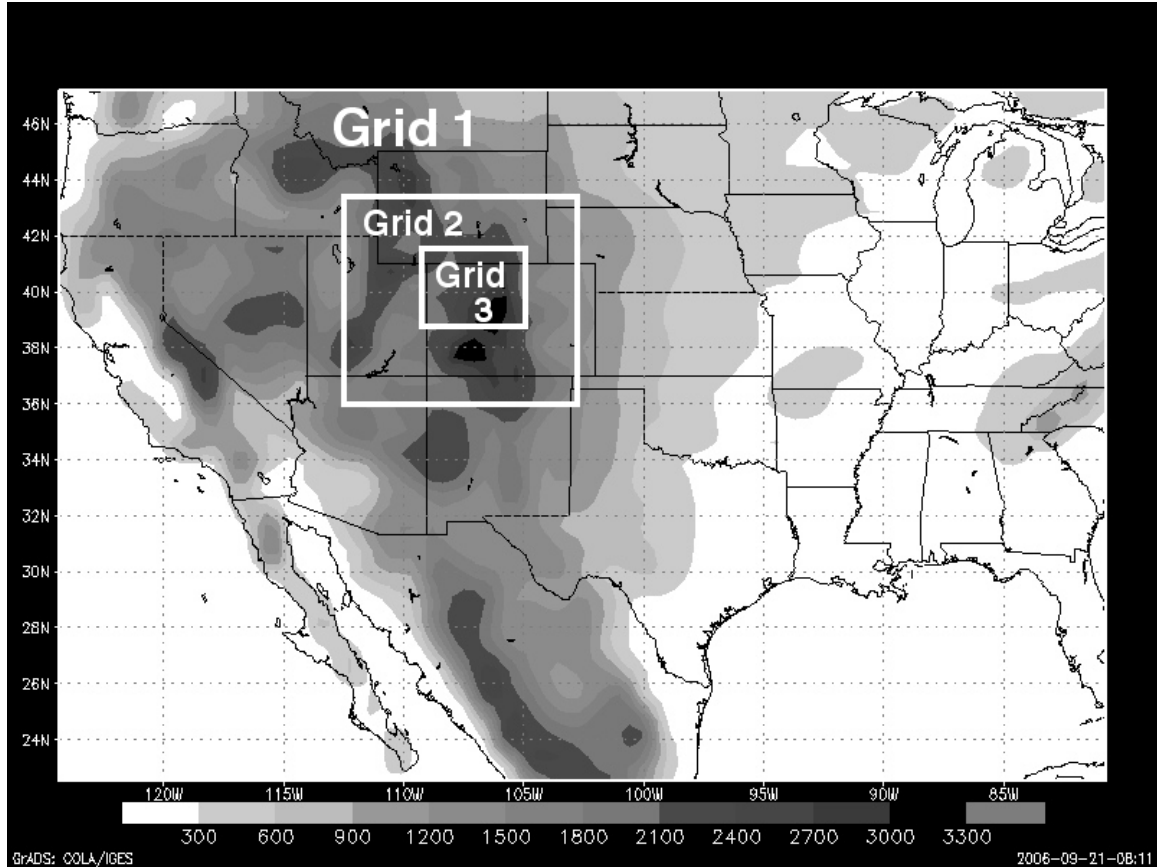 Grid 1
Grid 2
Grid
3
46N
44N
42N
40N
38N
36N
34N
32N
30N
28N
26N
24N
120W 115W 110W 105W 100W 95W 90W 85W
300 600 900 1200 1500 1800 2100 2400 2700 3000 3300
GrADS: COLA/IGES 2006-09-21-08:11